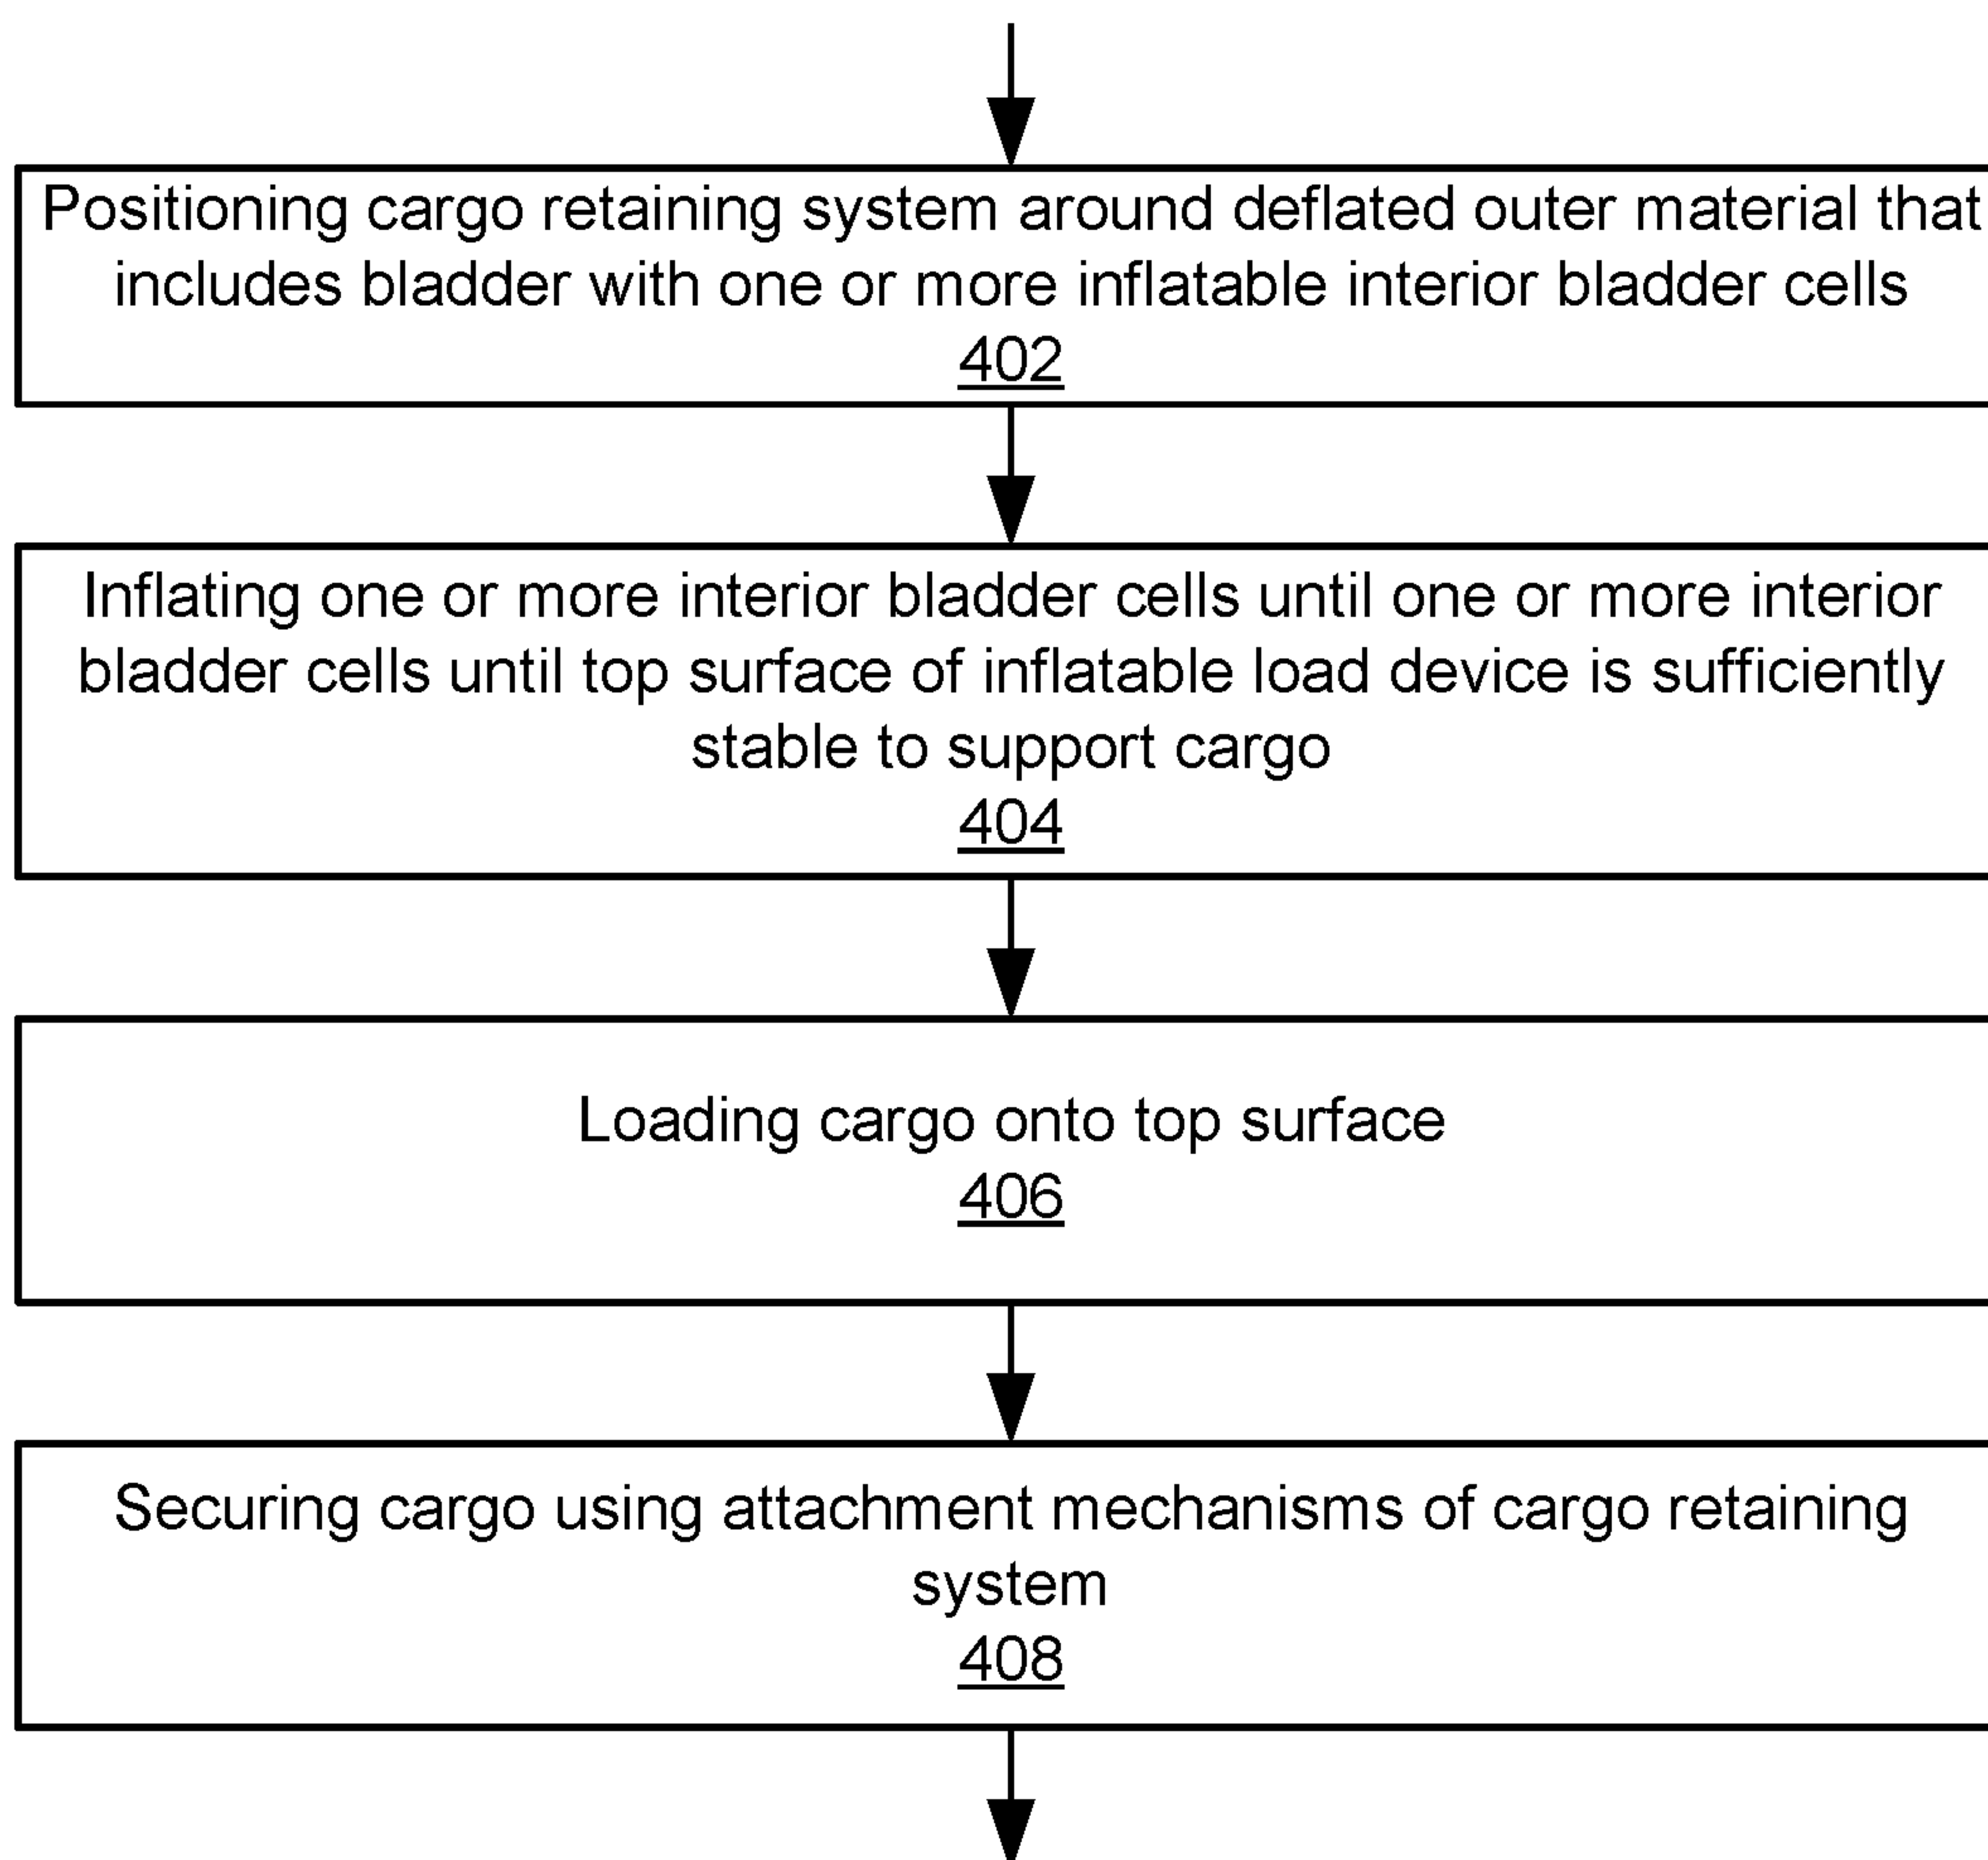 Positioning cargo retaining system around deflated outer material that
includes bladder with one or more inflatable interior bladder cells
402
Inflating one or more interior bladder cells until one or more interior
bladder cells until top surface of inflatable load device is sufficiently
stable to support cargo
404
Loading cargo onto top surface
406
Securing cargo using attachment mechanisms of cargo retaining
system
408